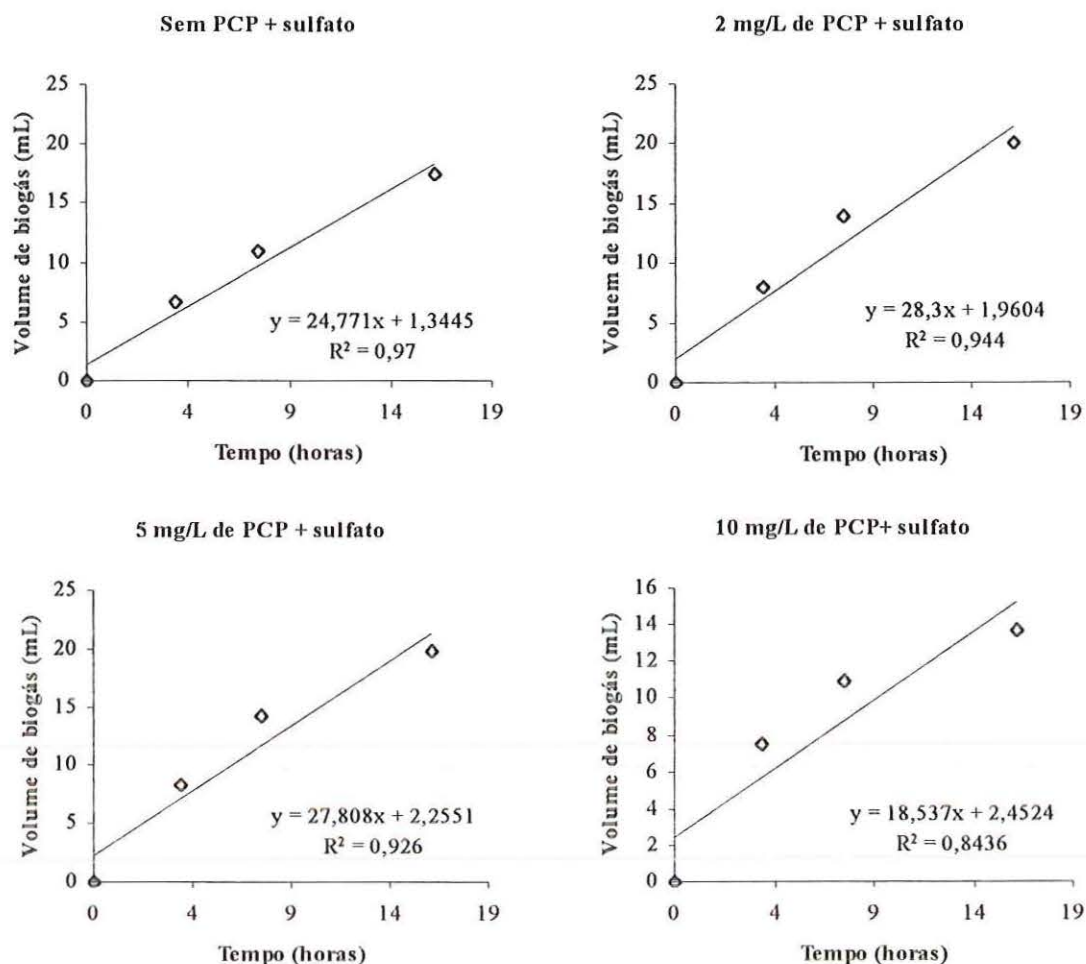 Sem PCP + sulfato
Volume de biogás (mL)
25
20
15
10
5
0
y = 24,771x + 1,3445
R² = 0,97
0 4 9 14 19
Tempo (horas)
2 mg/L de PCP + sulfato
Voluem de biogás (mL)
25
20
15
10
5
0
y = 28,3x + 1,9604
R² = 0,944
0 4 9 14 19
Tempo (horas)
5 mg/L de PCP + sulfato
Volume de biogás (mL)
25
20
15
10
5
0
y = 27,808x + 2,2551
R² = 0,926
0 4 9 14 19
Tempo (horas)
10 mg/L de PCP+ sulfato
Volume de biogás (mL)
16
14
12
10
8
6
4
2
0
y = 18,537x + 2,4524
R² = 0,8436
0 4 9 14 19
Tempo (horas)